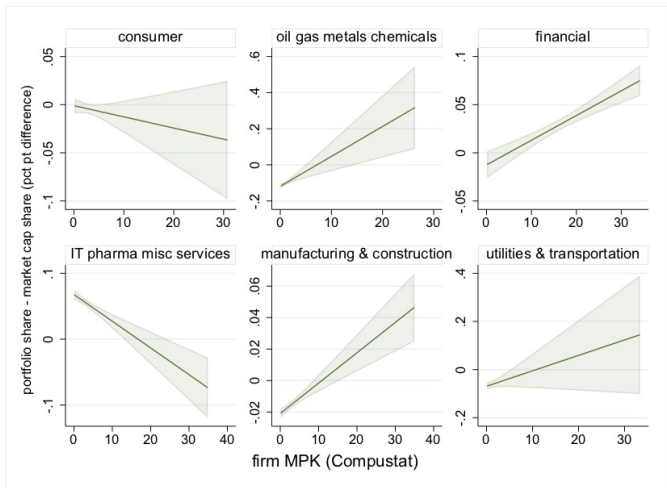 portfolio share - market cap share (pct pt difference)
consumer
.05
0
-.05
-.1
0 10 20 30
oil gas metals chemicals
.6
.4
.2
0
-.2
0 10 20 30
financial
.1
.05
0
-.05
0 10 20 30
IT pharma misc services
.1
0
-.1
0 10 20 30 40
manufacturing & construction
.06
.04
.02
0
-.02
0 10 20 30 40
utilities & transportation
.4
.2
0
-.2
0 10 20 30
firm MPK (Compustat)